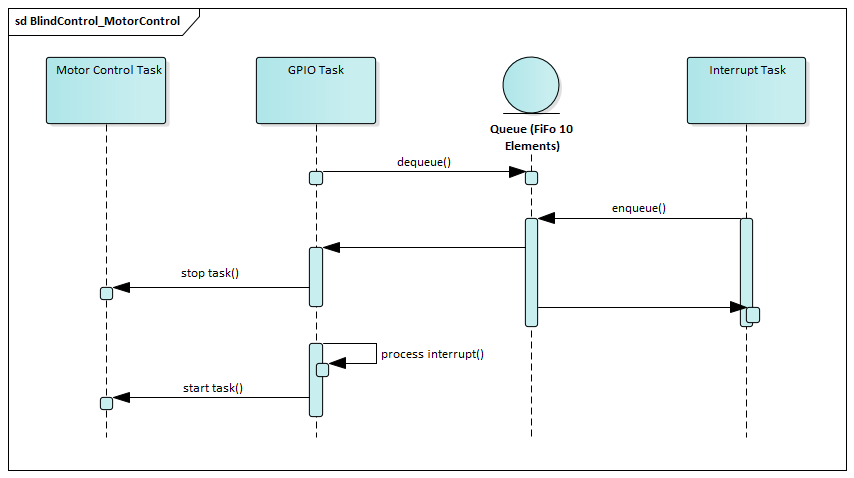 sd BlindControl_MotorControl
Motor Control Task
GPIO Task
Interrupt Task
Queue (FiFo 10
Elements)
dequeue()
enqueue()
stop task()
process interrupt()
start task()